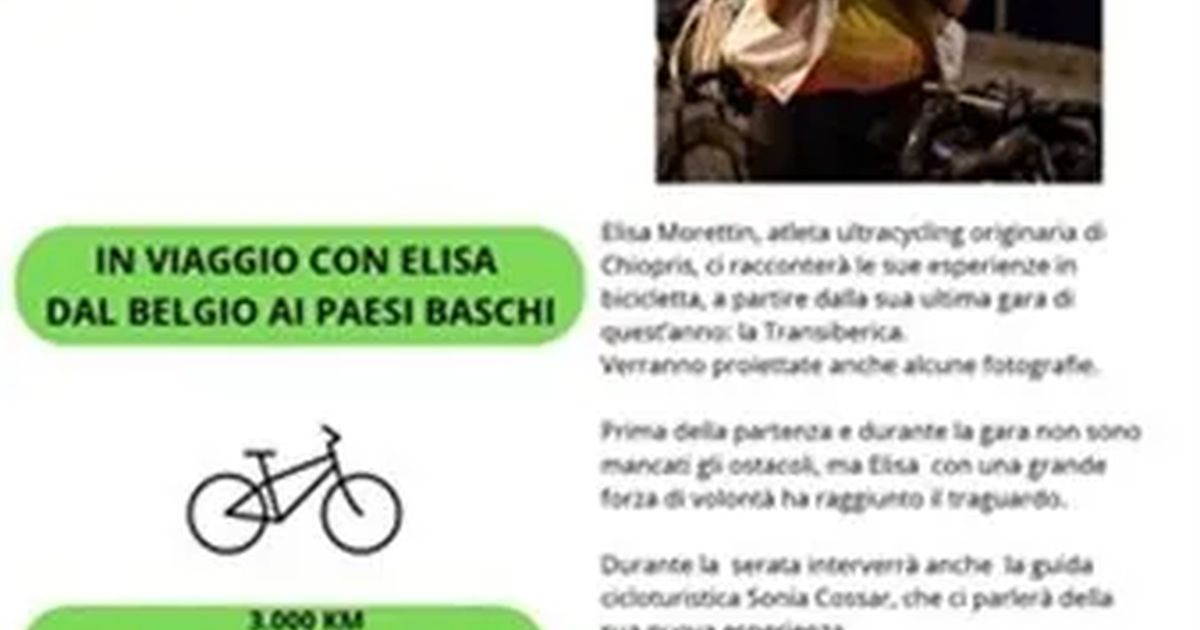 IN VIAGGIO CON ELISA
DAL BELGIO AI PAESI BASCHI
3.000 KM
Elisa Morettin, atleta ultracycling originaria di
Chiopris, ci racconterà le sue esperienze in
bicicletta, a partire dalla sua ultima gara di
quest'anno: la Transiberica.
Verranno proiettate anche alcune fotografie.
Prima della partenza e durante la gara non sono
mancati gli ostacoli, ma Elisa con una grande
forza di volontà ha raggiunto il traguardo.
Durante la serata interverrà anche la guida
cicloturistica Sonia Cossar, che ci parlerà della
sua nuova esperienza